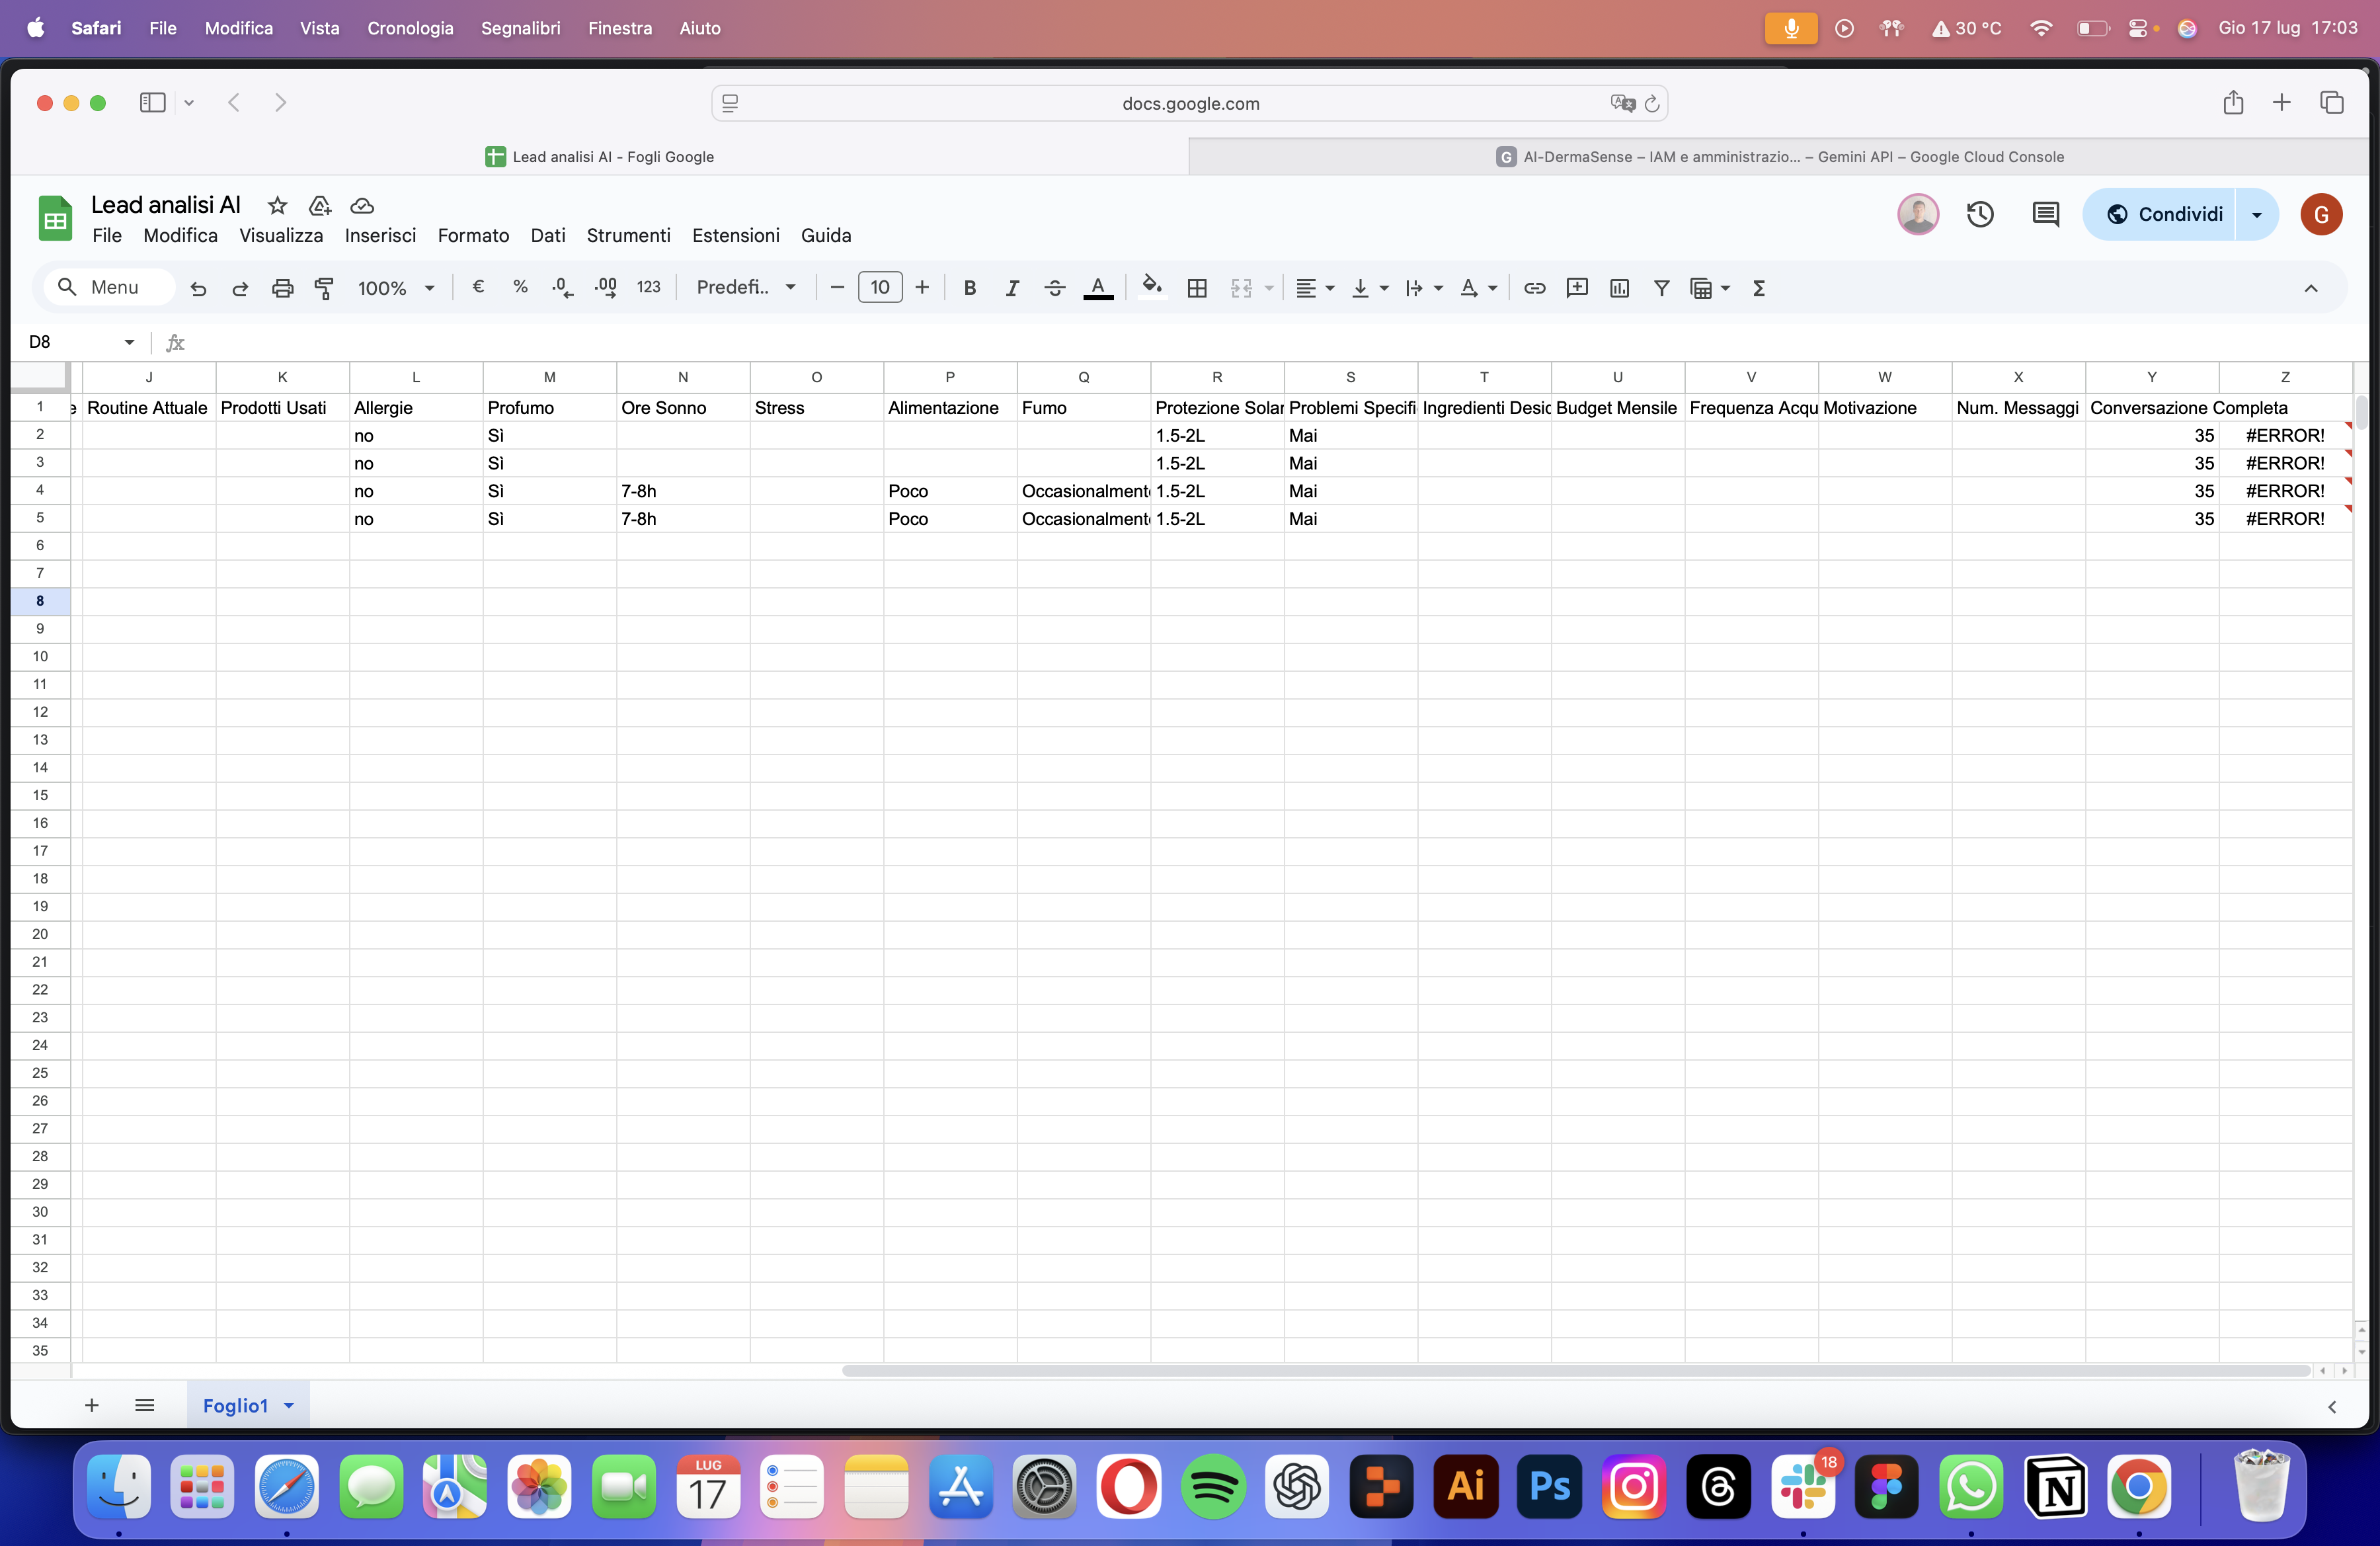 Safari File Modifica Vista Cronologia Segnalibri Finestra Aiuto 30 °C Gio 17 lug 17:03
docs.google.com
Lead analisi AI - Fogli Google
G AI-DermaSense – IAM e amministrazio... – Gemini API – Google Cloud Console
Lead analisi AI
File Modifica Visualizza Inserisci Formato Dati Strumenti Estensioni Guida
Condividi
G
Menu 100% € % .0 .00 123 Predefi... 10 B I S A Σ
D8 fx
J K L M N O P Q R S T U V W X Y Z
1 e Routine Attuale Prodotti Usati Allergie Profumo Ore Sonno Stress Alimentazione Fumo Protezione Solar Problemi Specifi Ingredienti Desid Budget Mensile Frequenza Acqu Motivazione Num. Messaggi Conversazione Completa
2 no Sì 1.5-2L Mai 35 #ERROR!
3 no Sì 1.5-2L Mai 35 #ERROR!
4 no Sì 7-8h Poco Occasionalment 1.5-2L Mai 35 #ERROR!
5 no Sì 7-8h Poco Occasionalment 1.5-2L Mai 35 #ERROR!
6
7
8
9
10
11
12
13
14
15
16
17
18
19
20
21
22
23
24
25
26
27
28
29
30
31
32
33
34
35
Foglio1
LUG
17
Ai
Ps
18